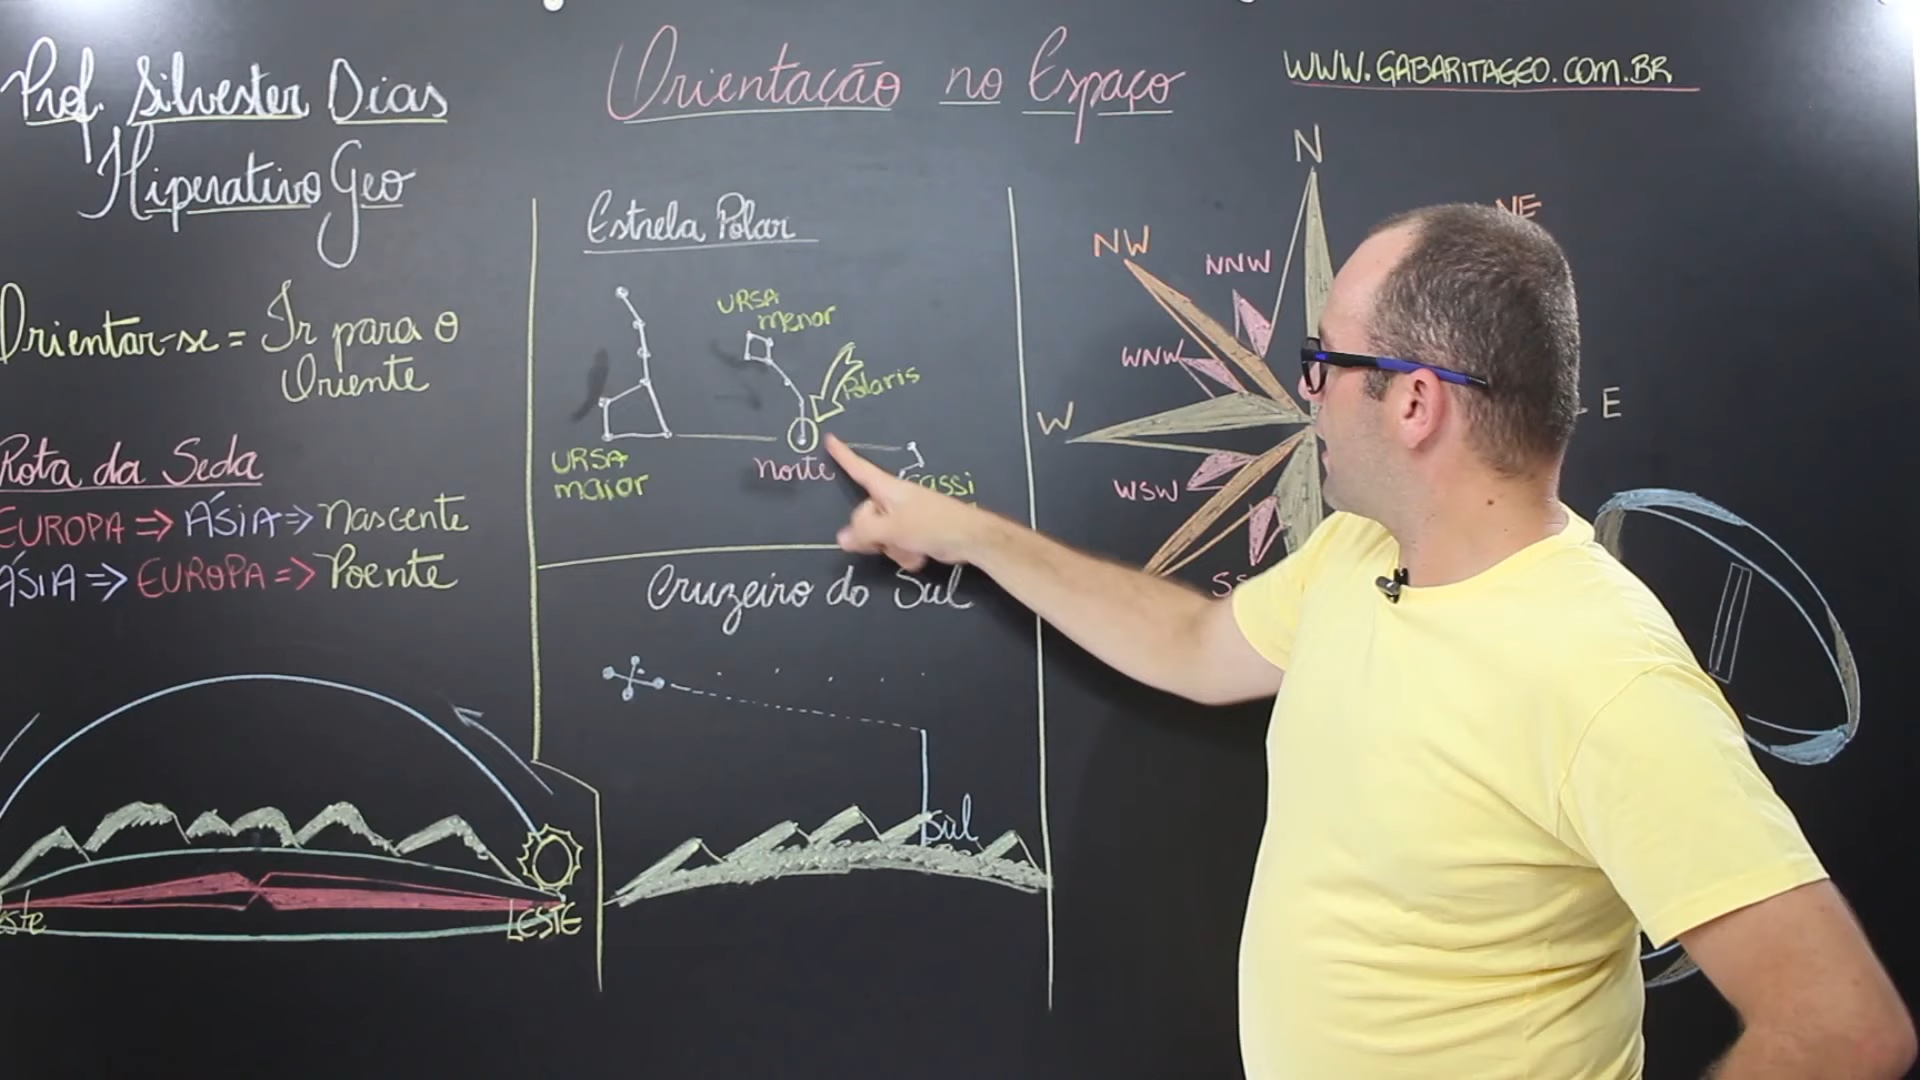 Prof. Silvester Dias
Hiperativo Geo
Orientação no Espaço
WWW.GABARITAGEO.COM.BR
Orientar-se = Ir para o
Oriente
Rota da Seda
EUROPA => ÁSIA => Nascente
ÁSIA => EUROPA => Poente
LESTE
Estrela Polar
URSA
menor
Polaris
URSA
maior
norte
Cassi
Cruzeiro do Sul
Sul
N
NE
NW
NNW
WNW
W
E
WSW